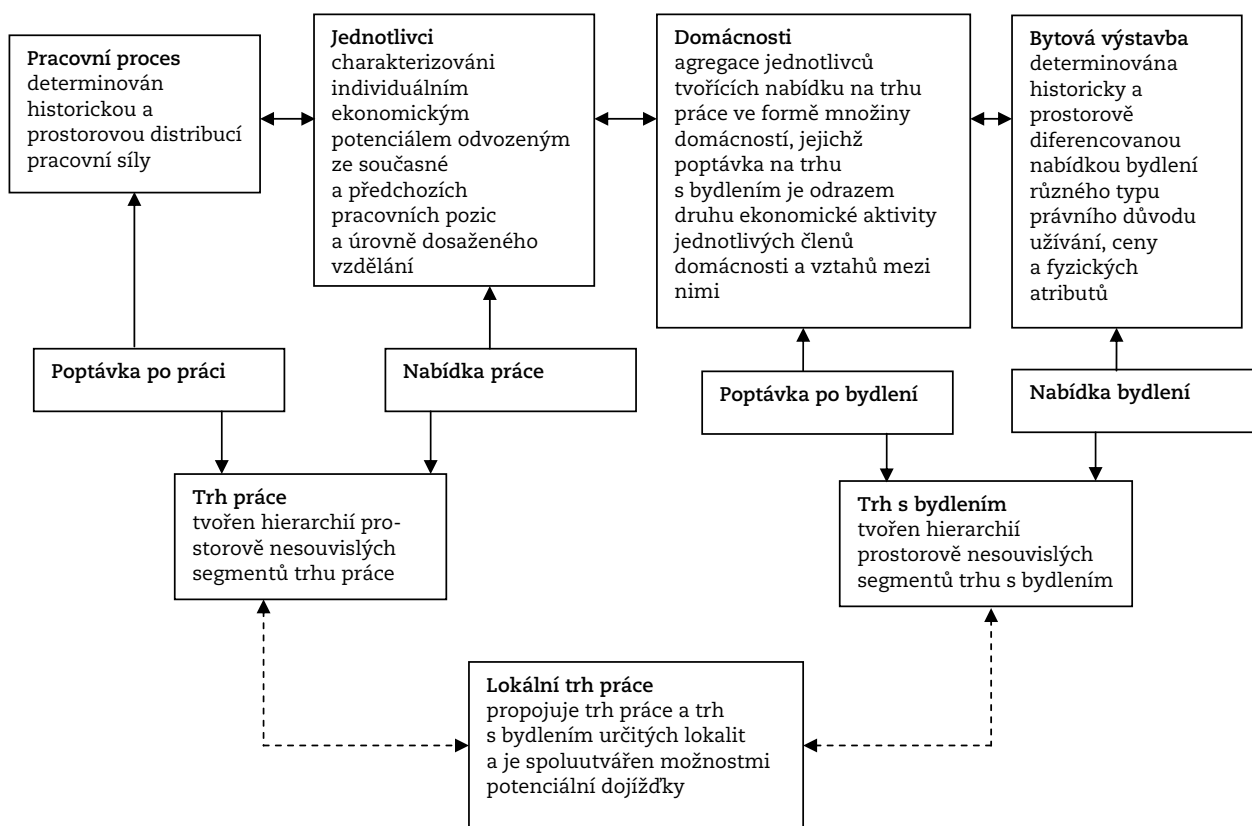 Pracovní proces
determinován
historickou a
prostorovou distribucí
pracovní síly
Jednotlivci
charakterizováni
individuálním
ekonomickým
potenciálem odvozeným
ze současné
a předchozích
pracovních pozic
a úrovně dosaženého
vzdělání
Domácnosti
agregace jednotlivců
tvořících nabídku na trhu
práce ve formě množiny
domácností, jejichž
poptávka na trhu
s bydlením je odrazem
druhu ekonomické aktivity
jednotlivých členů
domácnosti a vztahů mezi
nimi
Bytová výstavba
determinována
historicky a
prostorově
diferencovanou
nabídkou bydlení
různého typu
právního důvodu
užívání, ceny
a fyzických
atributů
Poptávka po práci
Nabídka práce
Poptávka po bydlení
Nabídka bydlení
Trh práce
tvořen hierarchií pro-
storově nesouvislých
segmentů trhu práce
Trh s bydlením
tvořen hierarchií
prostorově nesouvislých
segmentů trhu s bydlením
Lokální trh práce
propojuje trh práce a trh
s bydlením určitých lokalit
a je spoluutvářen možnostmi
potenciální dojížďky